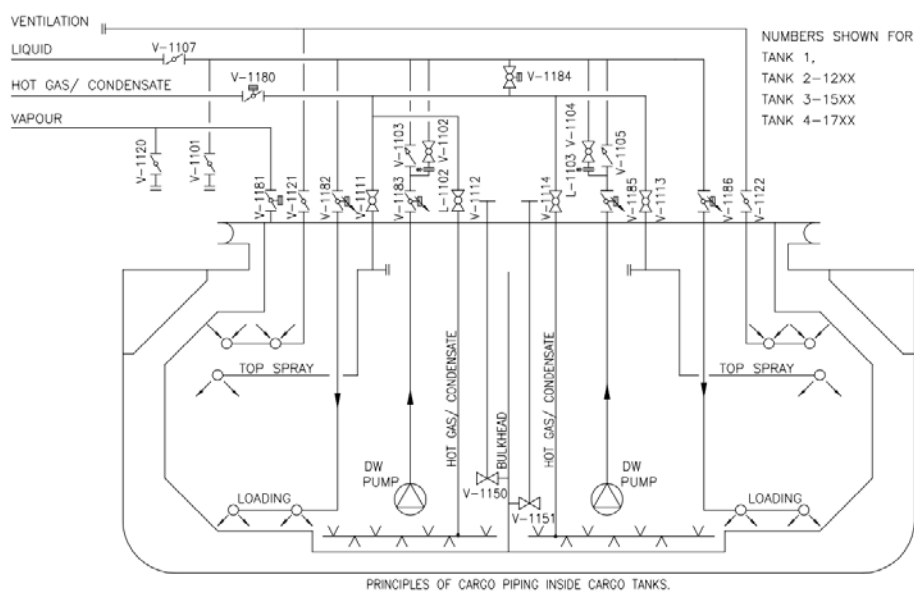 VENTILATION
LIQUID
V-1107
HOT GAS/ CONDENSATE
V-1180
VAPOUR
V-1184
NUMBERS SHOWN FOR
TANK 1,
TANK 2-12XX
TANK 3-15XX
TANK 4-17XX
V-1120
V-1101
V-1181
V-1121
V-1182
V-1111
V-1103
V-1183
V-1102
L-1102
V-1112
V-1104
L-1103
V-1114
V-1105
V-1185
V-1113
V-1186
V-1122
TOP SPRAY
TOP SPRAY
HOT GAS/ CONDENSATE
BULKHEAD
HOT GAS/ CONDENSATE
DW
PUMP
DW
PUMP
LOADING
LOADING
V-1150
V-1151
PRINCIPLES OF CARGO PIPING INSIDE CARGO TANKS.